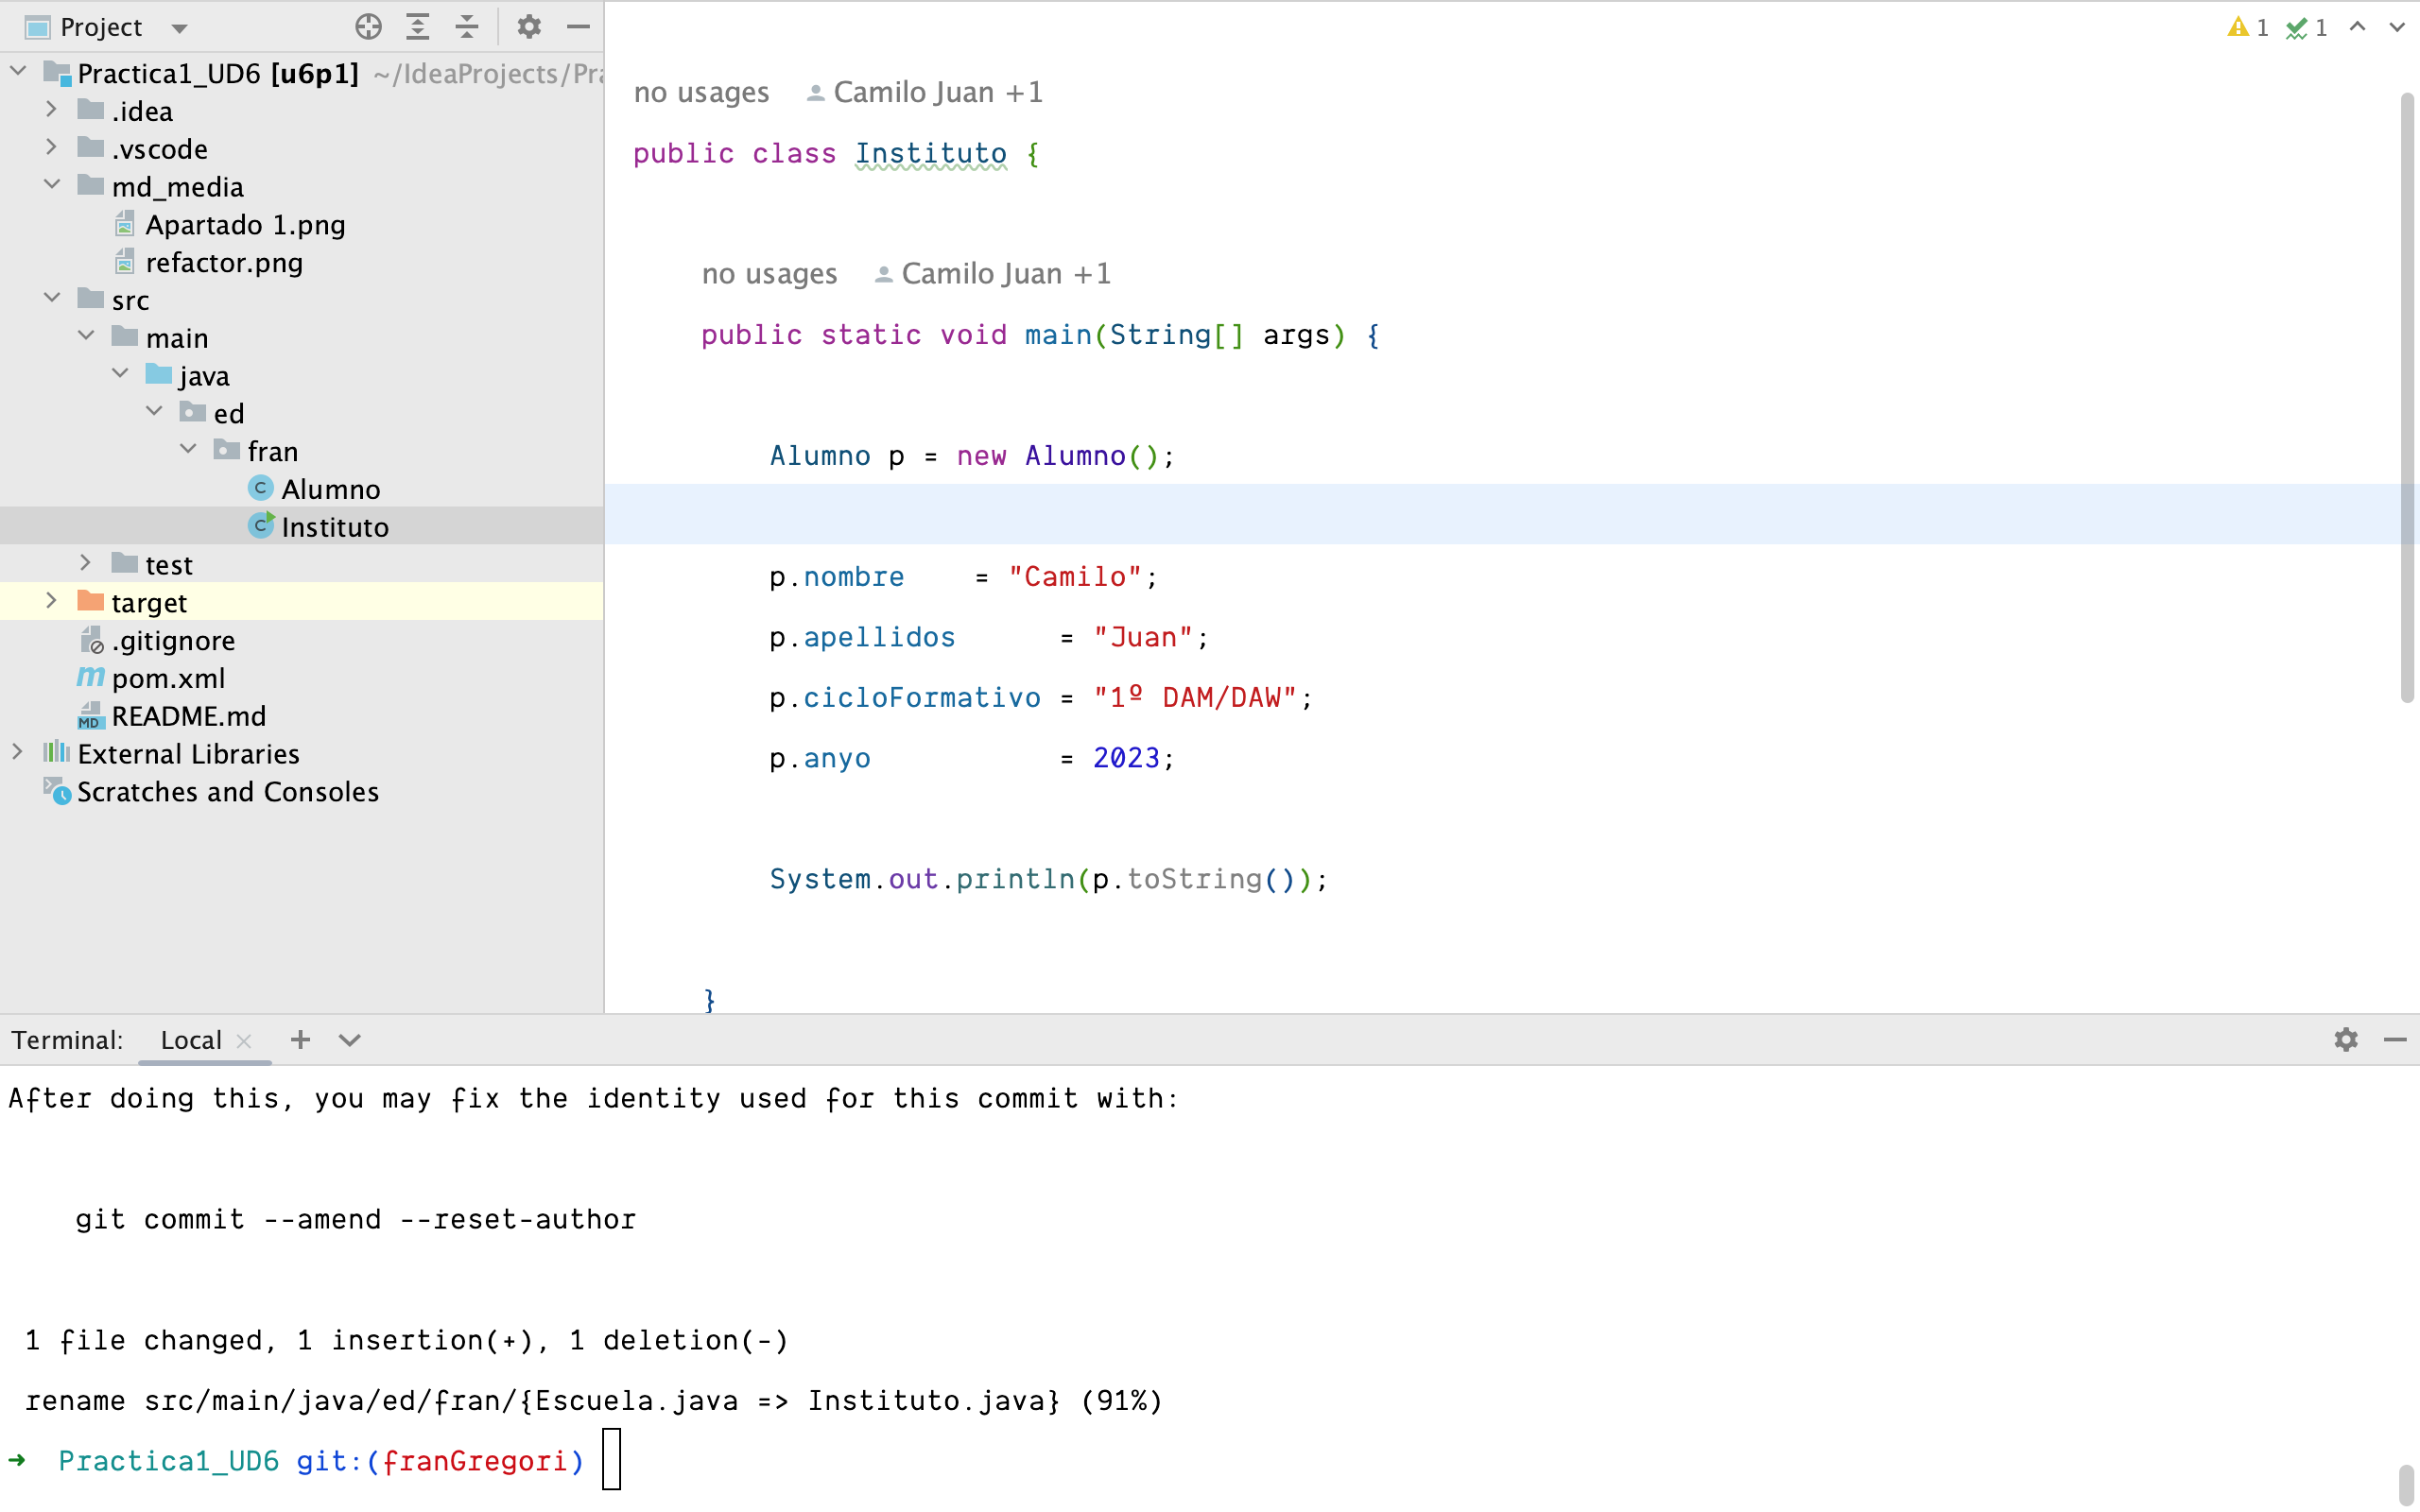 Project
Practica1_UD6 [u6p1] ~/IdeaProjects/Pra
.idea
.vscode
md_media
Apartado 1.png
refactor.png
src
main
java
ed
fran
Alumno
Instituto
test
target
.gitignore
pom.xml
README.md
External Libraries
Scratches and Consoles
1 1
no usages Camilo Juan +1
public class Instituto {
no usages Camilo Juan +1
public static void main(String[] args) {
Alumno p = new Alumno();
p.nombre = "Camilo";
p.apellidos = "Juan";
p.cicloFormativo = "1º DAM/DAW";
p.anyo = 2023;
System.out.println(p.toString());
}
Terminal: Local
After doing this, you may fix the identity used for this commit with:
git commit --amend --reset-author
1 file changed, 1 insertion(+), 1 deletion(-)
rename src/main/java/ed/fran/{Escuela.java => Instituto.java} (91%)
➜ Practica1_UD6 git:(franGregori)